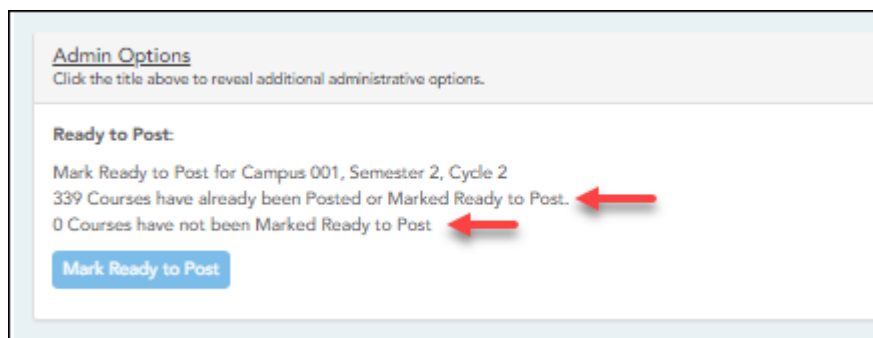 Admin Options
Click the title above to reveal additional administrative options.
Ready to Post:
Mark Ready to Post for Campus 001, Semester 2, Cycle 2
339 Courses have already been Posted or Marked Ready to Post.
0 Courses have not been Marked Ready to Post
Mark Ready to Post